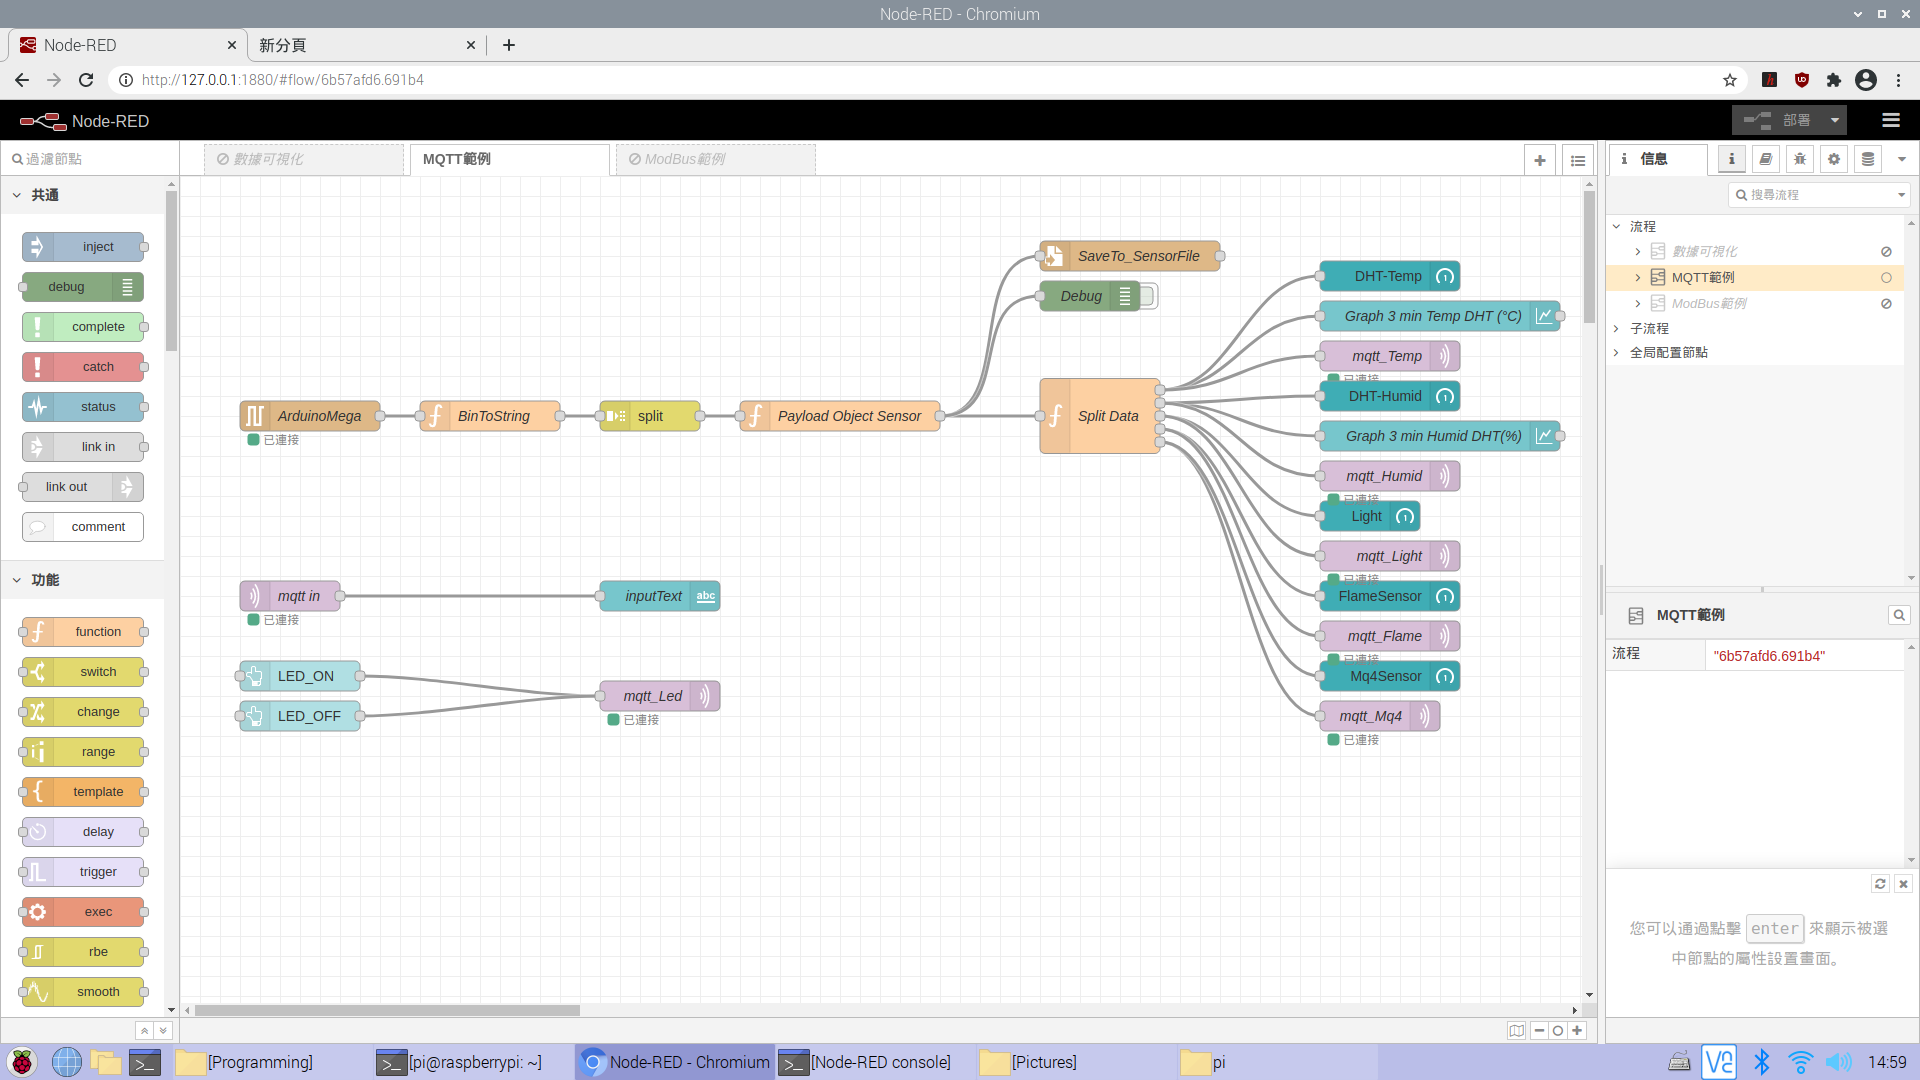 Node-RED - Chromium
Node-RED
新分頁
http://127.0.0.1:1880/#flow/6b57afd6.691b4
Node-RED
部署
過濾節點
數據可視化
MQTT範例
ModBus範例
信息
共通
inject
debug
complete
catch
status
link in
link out
comment
功能
function
switch
change
range
template
delay
trigger
exec
rbe
smooth
ArduinoMega
已連接
BinToString
split
Payload Object Sensor
SaveTo_SensorFile
Debug
Split Data
DHT-Temp
Graph 3 min Temp DHT (°C)
mqtt_Temp
已連接
DHT-Humid
Graph 3 min Humid DHT(%)
mqtt_Humid
已連接
Light
mqtt_Light
已連接
FlameSensor
mqtt_Flame
已連接
Mq4Sensor
mqtt_Mq4
已連接
mqtt in
已連接
inputText
abc
LED_ON
LED_OFF
mqtt_Led
已連接
搜尋流程
流程
數據可視化
MQTT範例
ModBus範例
子流程
全局配置節點
MQTT範例
流程
"6b57afd6.691b4"
您可以通過點擊 enter 來顯示被選
中節點的屬性設置畫面。
[Programming]
[pi@raspberrypi: ~]
Node-RED - Chromium
[Node-RED console]
[Pictures]
pi
14:59